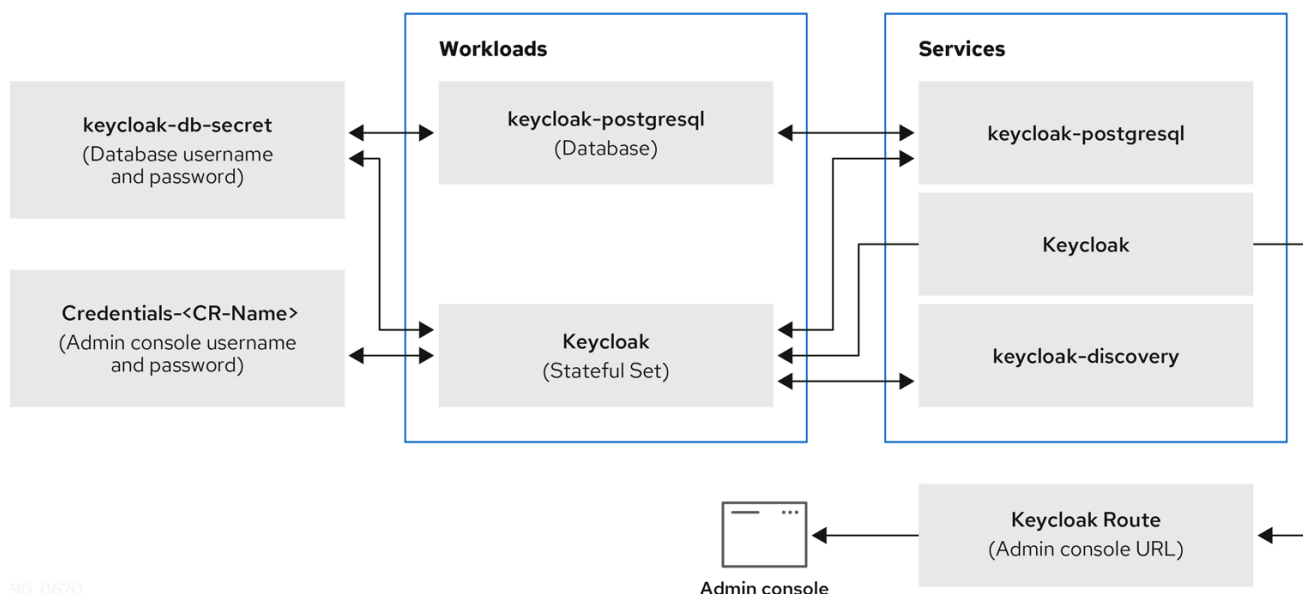 Workloads
Services
keycloak-db-secret
(Database username
and password)
keycloak-postgresql
(Database)
keycloak-postgresql
Keycloak
Credentials-<CR-Name>
(Admin console username
and password)
Keycloak
(Stateful Set)
keycloak-discovery
Keycloak Route
(Admin console URL)
Admin console
90_0620